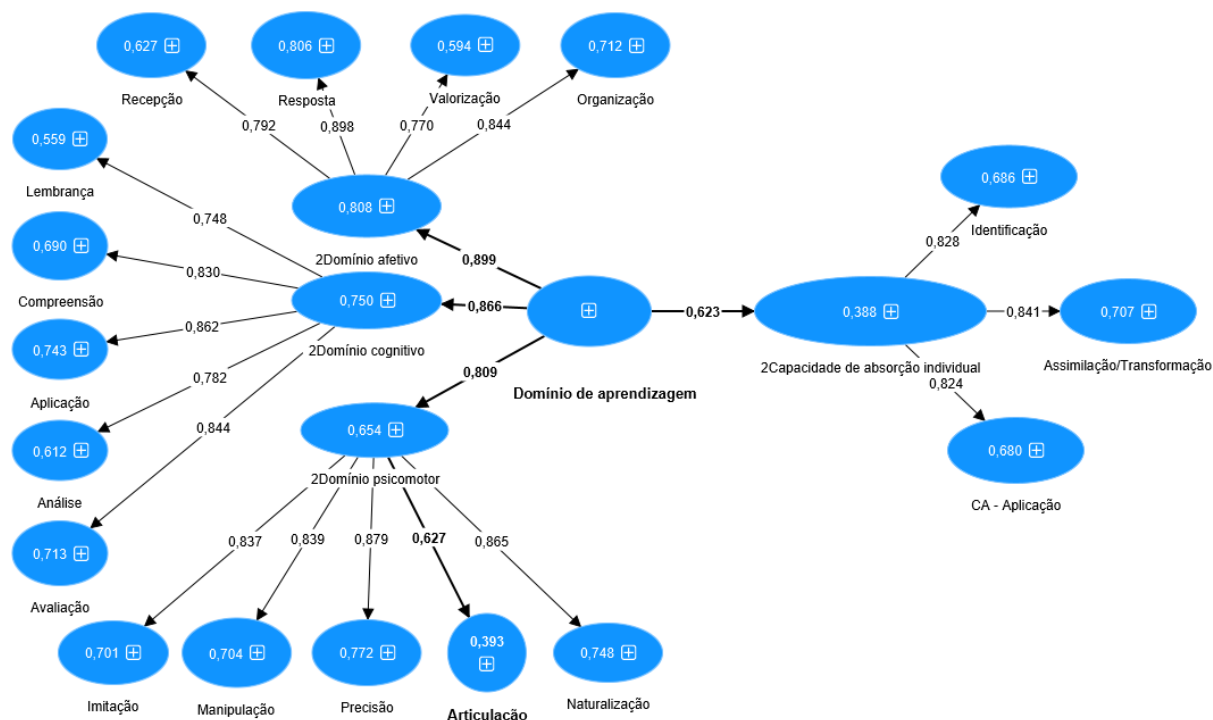 0,627
0,806
0,594
0,712
Recepção
Resposta
Valorização
Organização
0,792
0,898
0,770
0,844
0,559
Lembrança
0,748
0,808
2Domínio afetivo
0,686
Identificação
0,828
0,690
Compreensão
0,830
0,899
0,750
2Domínio cognitivo
0,866
Domínio de aprendizagem
0,623
0,388
2Capacidade de absorção individual
0,841
0,707
Assimilação/Transformação
0,743
Aplicação
0,862
0,782
0,809
0,824
0,680
CA - Aplicação
0,612
Análise
0,844
0,654
2Domínio psicomotor
0,713
Avaliação
0,837
0,839
0,879
0,627
0,865
0,701
0,704
0,772
0,393
0,748
Imitação
Manipulação
Precisão
Articulação
Naturalização